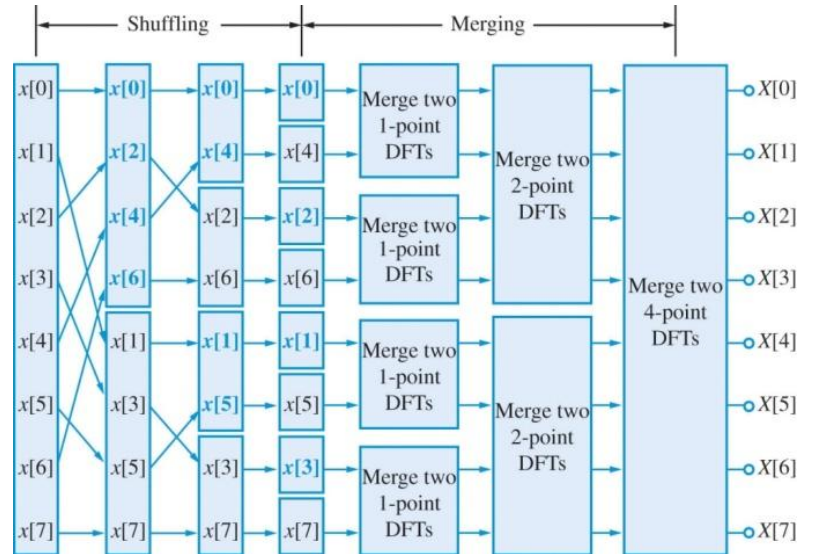 Shuffling Merging
x[0] x[0] x[0] x[0] X[0]
Merge two
1-point
DFTs
x[1] x[2] x[4] x[4] X[1]
Merge two
2-point
DFTs
x[2] x[4] x[2] x[2] X[2]
Merge two
1-point
DFTs
x[3] x[6] x[6] x[6] X[3]
Merge two
4-point
DFTs
x[4] x[1] x[1] x[1] X[4]
Merge two
1-point
DFTs
x[5] x[3] x[5] x[5] X[5]
Merge two
2-point
DFTs
x[6] x[5] x[3] x[3] X[6]
Merge two
1-point
DFTs
x[7] x[7] x[7] x[7] X[7]